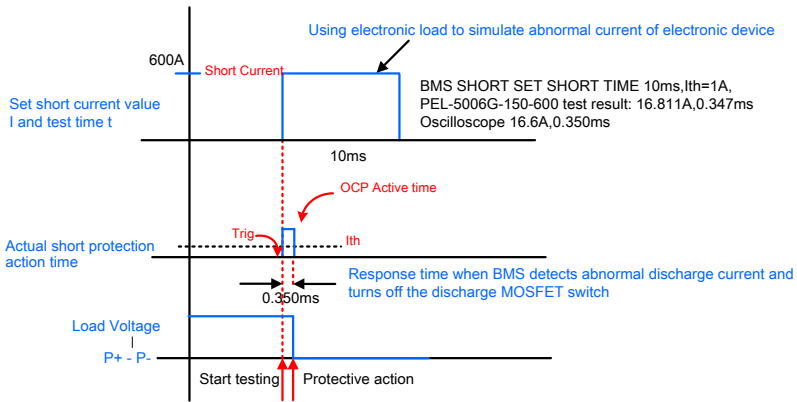 Using electronic load to simulate abnormal current of electronic device
600A
Short Current
BMS SHORT SET SHORT TIME 10ms,Ith=1A,
PEL-5006G-150-600 test result: 16.811A,0.347ms
Oscilloscope 16.6A,0.350ms
Set short current value
I and test time t
10ms
OCP Active time
Trig
Ith
Actual short protection
action time
Response time when BMS detects abnormal discharge current and
turns off the discharge MOSFET switch
0.350ms
Load Voltage
P+ - P-
Start testing
Protective action